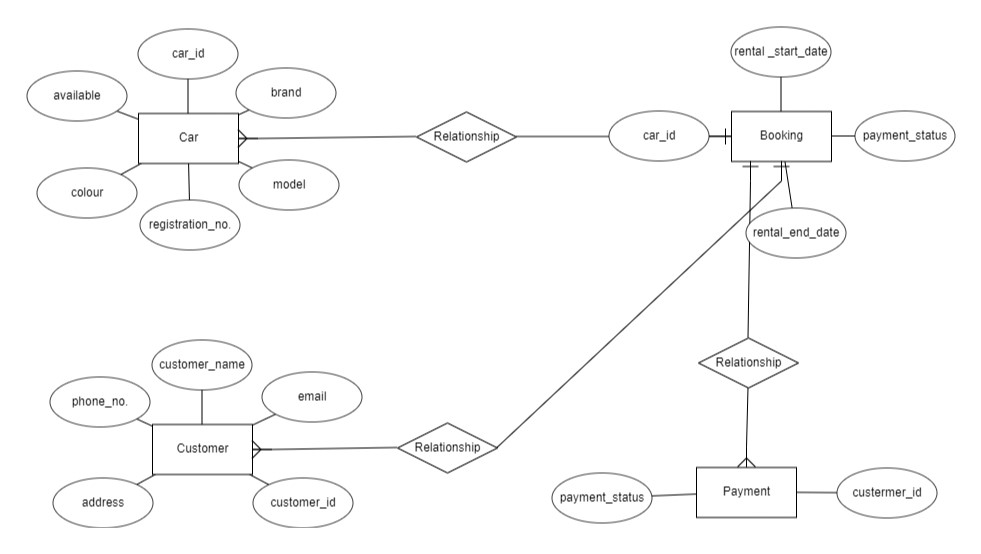 rental _start_date
car_id
brand
available
Car
Relationship
car_id
Booking
payment_status
model
colour
registration_no.
rental_end_date
customer_name
Relationship
email
phone_no.
Customer
Relationship
address
customer_id
payment_status
Payment
custermer_id